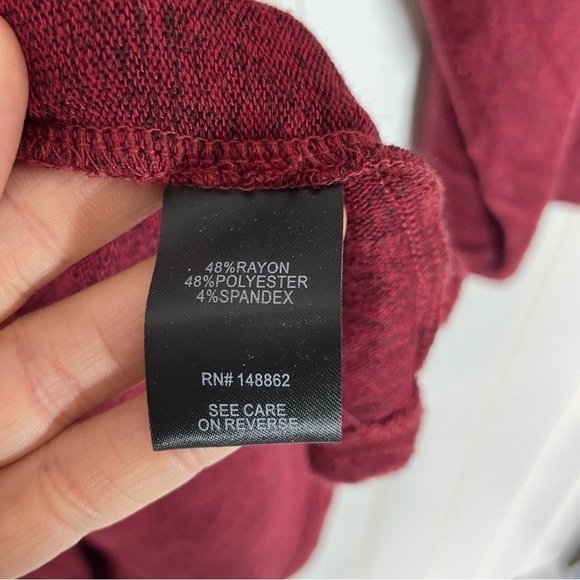 48%RAYON
48%POLYESTER
4%SPANDEX
RN# 148862
SEE CARE
ON REVERSE